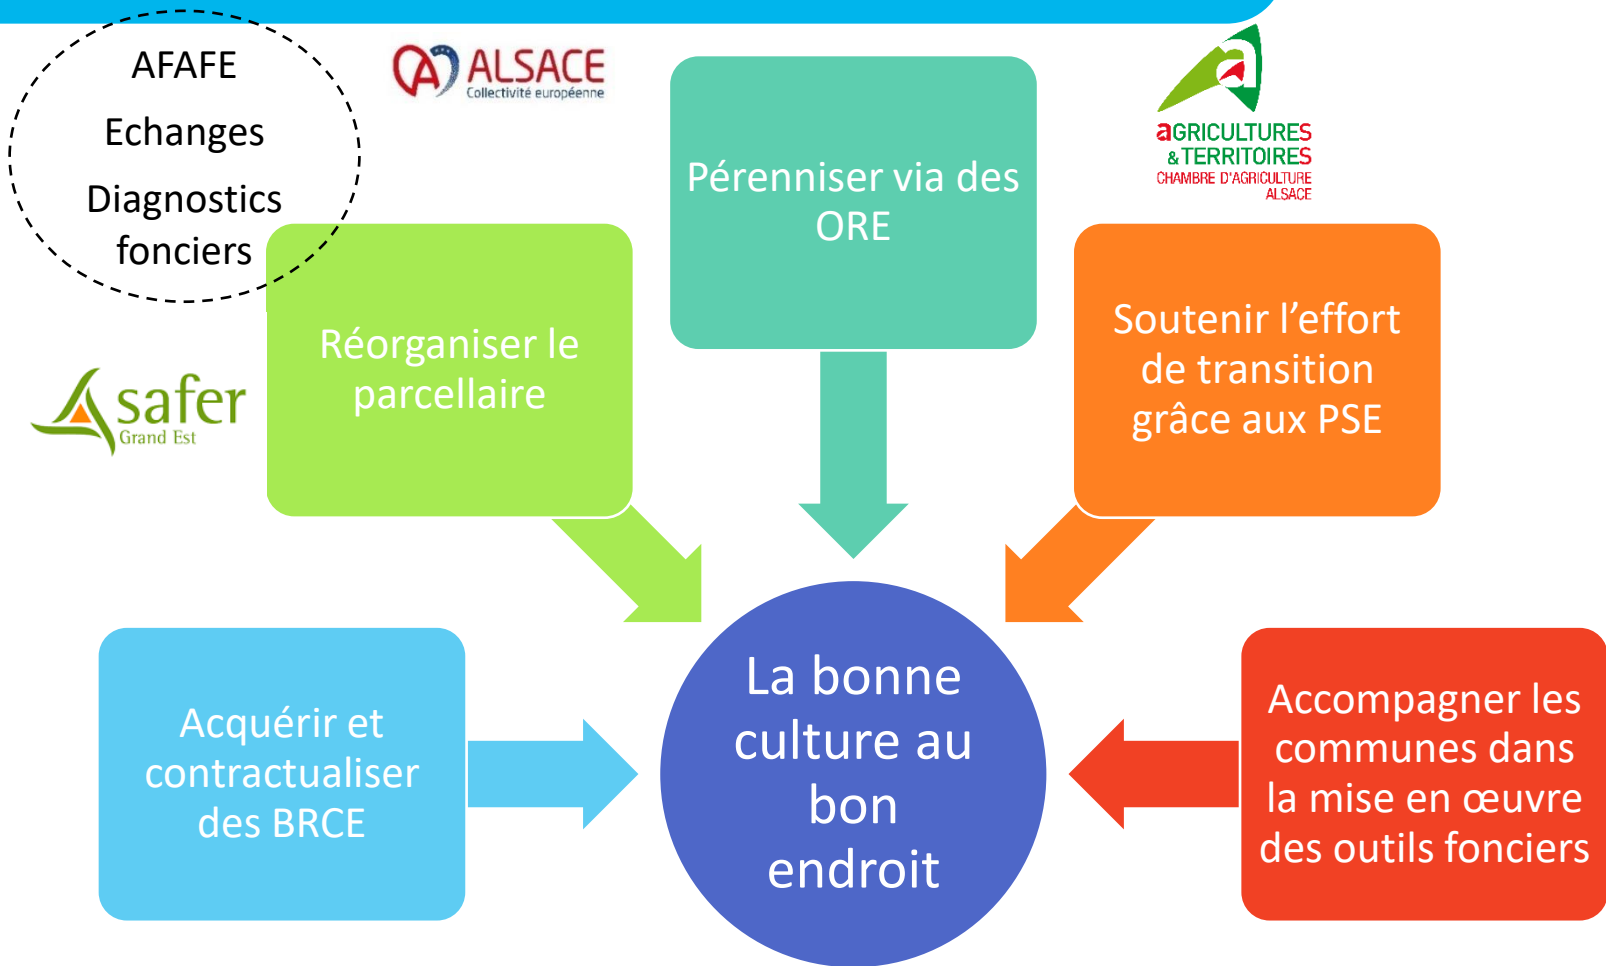 AFAFE
Echanges
Diagnostics
fonciers
ALSACE
Collectivité européenne
Pérenniser via des
ORE
aGRICULTURES
& TERRITOIRES
CHAMBRE D'AGRICULTURE
ALSACE
safer
Grand Est
Réorganiser le
parcellaire
Soutenir l’effort
de transition
grâce aux PSE
Acquérir et
contractualiser
des BRCE
La bonne
culture au
bon
endroit
Accompagner les
communes dans
la mise en œuvre
des outils fonciers